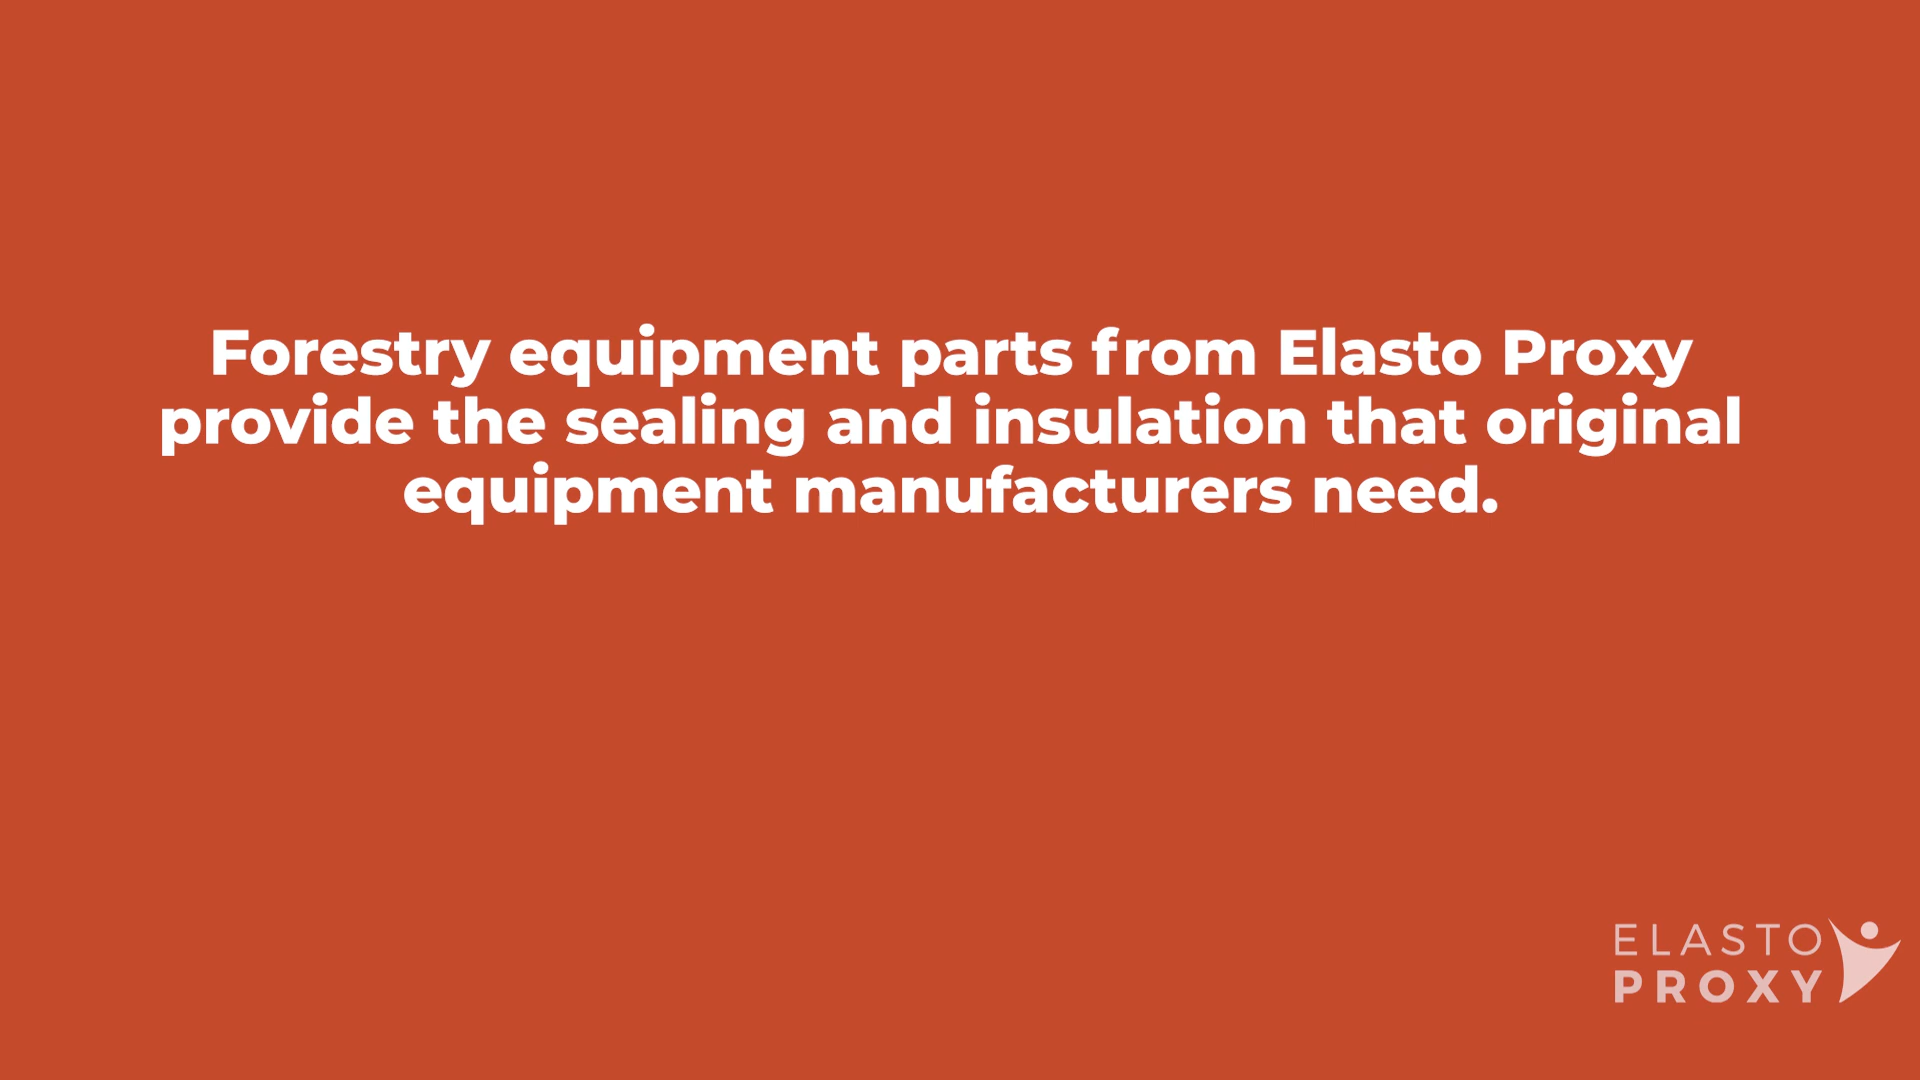 Forestry equipment parts from Elasto Proxy
provide the sealing and insulation that original
equipment manufacturers need.
ELASTO
PROXY